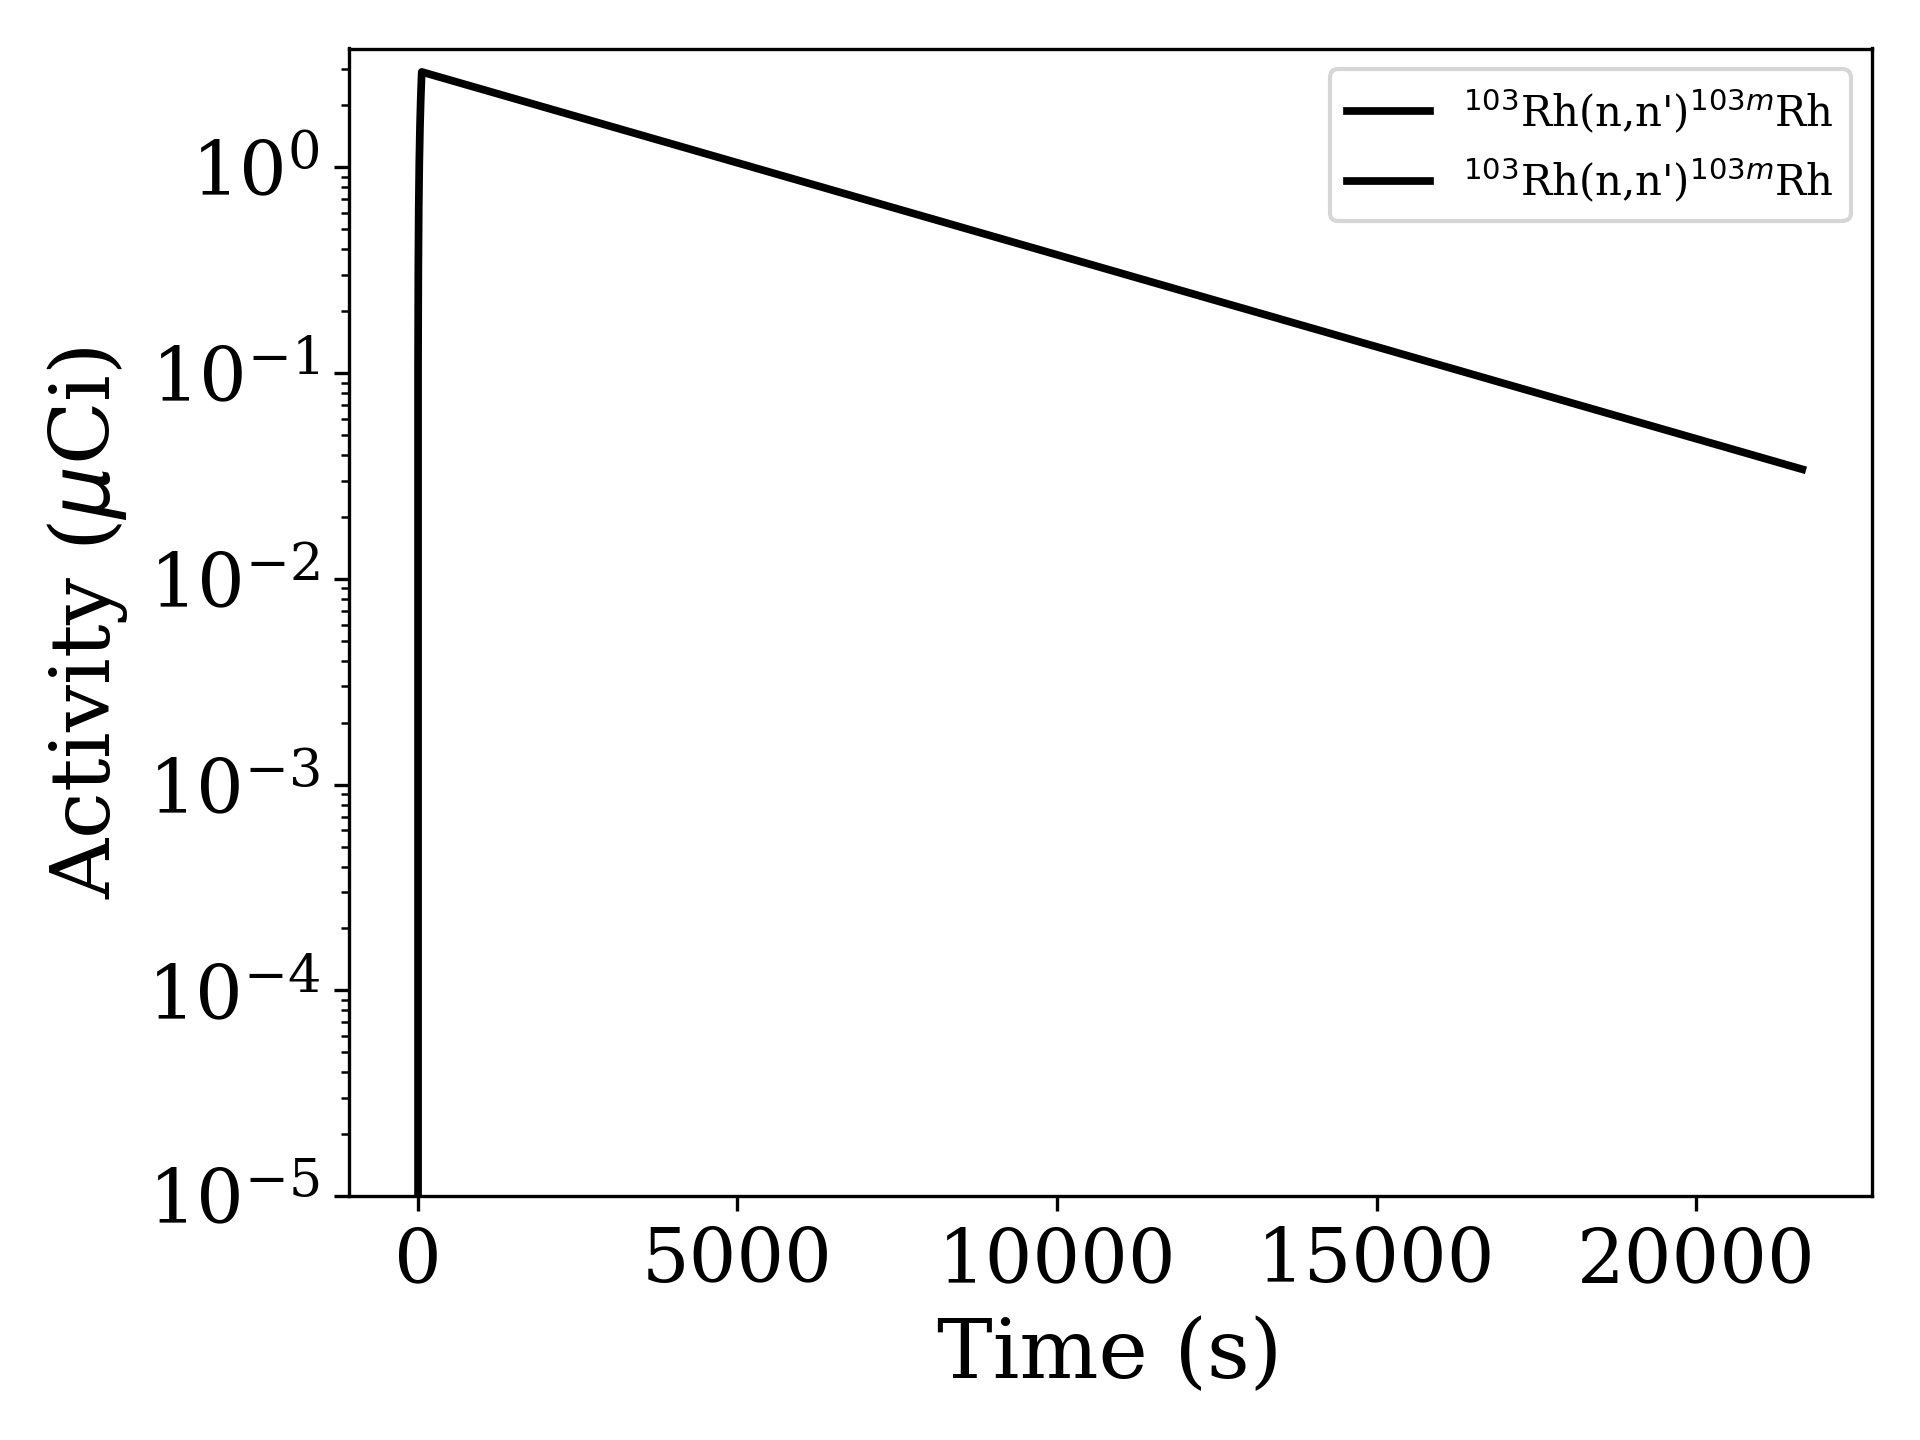 Activity (μCi)
10⁰
10⁻¹
10⁻²
10⁻³
10⁻⁴
10⁻⁵
¹⁰³Rh(n,n')¹⁰³ᵐRh
¹⁰³Rh(n,n')¹⁰³ᵐRh
0 5000 10000 15000 20000
Time (s)